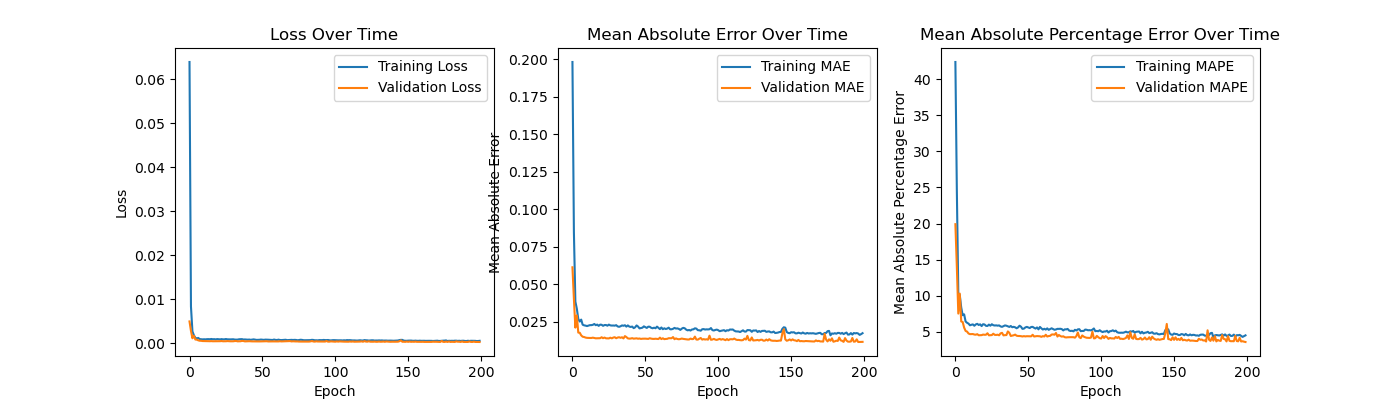 Loss Over Time
Training Loss
Validation Loss
0.06
0.05
0.04
0.03
0.02
0.01
0.00
Loss
0
50
100
150
200
Epoch
Mean Absolute Error Over Time
Training MAE
Validation MAE
0.200
0.175
0.150
0.125
0.100
0.075
0.050
0.025
Mean Absolute Error
0
50
100
150
200
Epoch
Mean Absolute Percentage Error Over Time
Training MAPE
Validation MAPE
40
35
30
25
20
15
10
5
Mean Absolute Percentage Error
0
50
100
150
200
Epoch